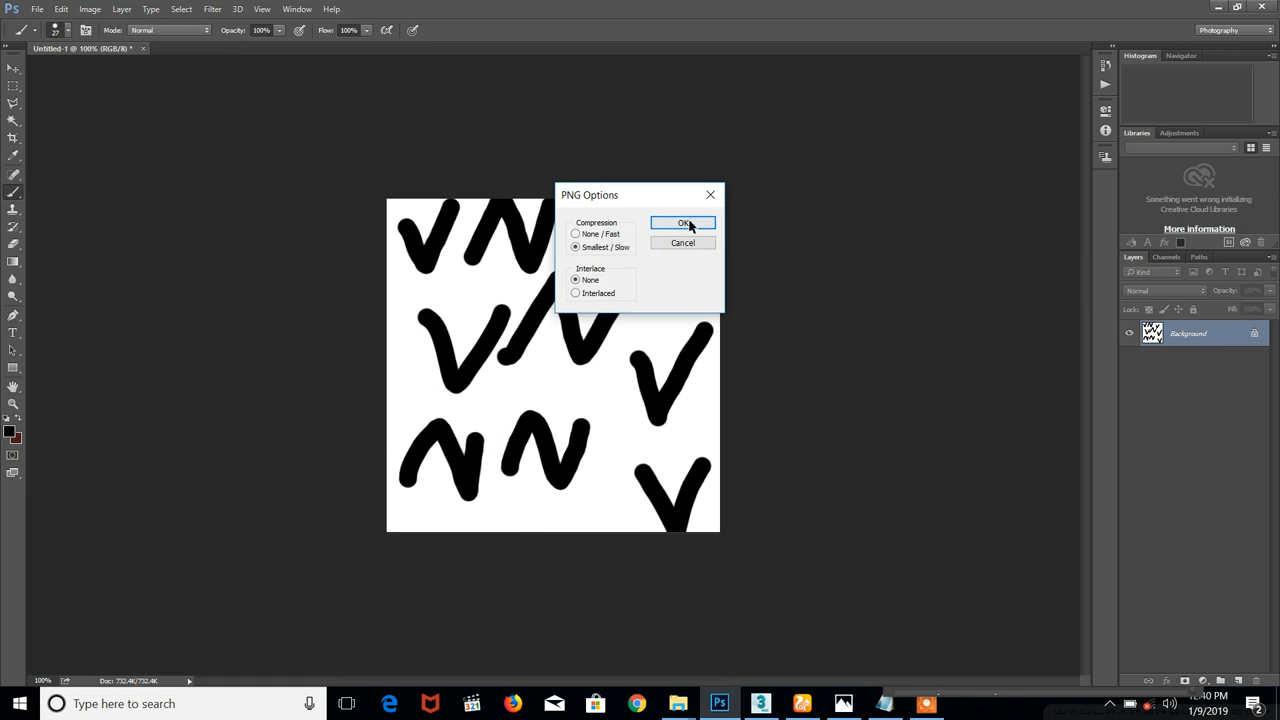 Ps File Edit Image Layer Type Select Filter 3D View Window Help
27 Mode: Normal Opacity: 100% Flow: 100% Photography
Untitled-1 @ 100% (RGB/8) * ×
Histogram Navigator
Libraries Adjustments
Something went wrong initializing
Creative Cloud Libraries
More information
Layers Channels Paths
Kind
Normal Opacity: 100%
Lock: Fill: 100%
Background
PNG Options
Compression
None / Fast
Smallest / Slow
Interlace
None
Interlaced
OK
Cancel
100% Doc: 732.4K/732.4K
Type here to search
12:40 PM
1/9/2019